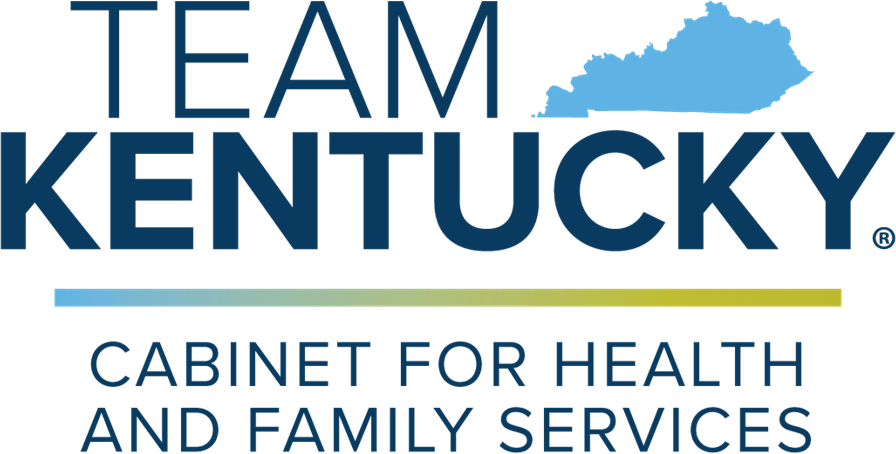 TEAM
KENTUCKY®
CABINET FOR HEALTH
AND FAMILY SERVICES